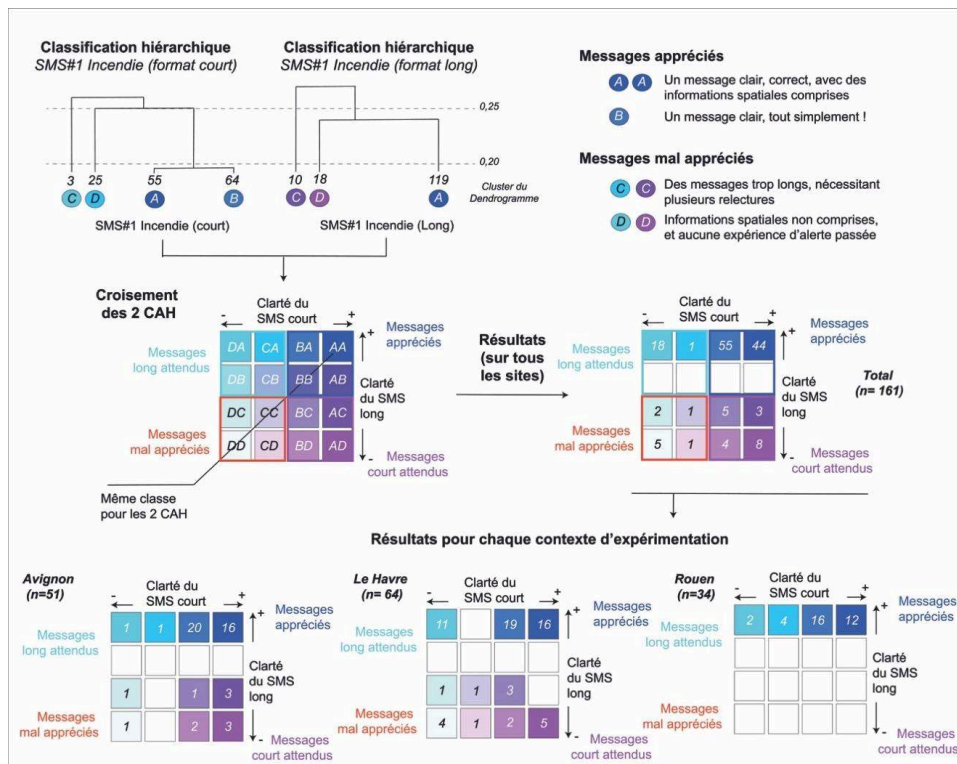 Classification hiérarchique
SMS#1 Incendie (format court)
Classification hiérarchique
SMS#1 Incendie (format long)
0,25
0,20
3 25 55 64
C D A B
10 18 119
C D A
Cluster du
Dendrogramme
SMS#1 Incendie (court)
SMS#1 Incendie (Long)
Messages appréciés
A A Un message clair, correct, avec des
informations spatiales comprises
B Un message clair, tout simplement !
Messages mal appréciés
C C Des messages trop longs, nécessitant
plusieurs relectures
D D Informations spatiales non comprises,
et aucune expérience d'alerte passée
Croisement
des 2 CAH
Clarté du
- SMS court +
Messages
long attendus
DA CA BA AA
DB CB BB AB
DC CC BC AC
DD CD BD AD
+ Messages
appréciés
Clarté
du SMS
long
-
Messages
mal appréciés
Messages
court attendus
Même classe
pour les 2 CAH
Résultats
(sur tous
les sites)
Clarté du
- SMS court +
18 1 55 44
2 1 5 3
5 1 4 8
+ Messages
appréciés
Clarté
du SMS
long
-
Messages
court attendus
Total
(n= 161)
Résultats pour chaque contexte d'expérimentation
Avignon
(n=51)
Clarté du
- SMS court +
Messages
long attendus
1 1 20 16
1 1 3
1 2 3
+ Messages
appréciés
Clarté
du SMS
long
-
Messages
mal appréciés
Messages
court attendus
Le Havre
(n= 64)
Clarté du
- SMS court +
Messages
long attendus
11 19 16
1 1 3
4 1 2 5
+ Messages
appréciés
Clarté
du SMS
long
-
Messages
mal appréciés
Messages
court attendus
Rouen
(n=34)
Clarté du
- SMS court +
Messages
long attendus
2 4 16 12
+ Messages
appréciés
Clarté
du SMS
long
-
Messages
mal appréciés
Messages
court attendus